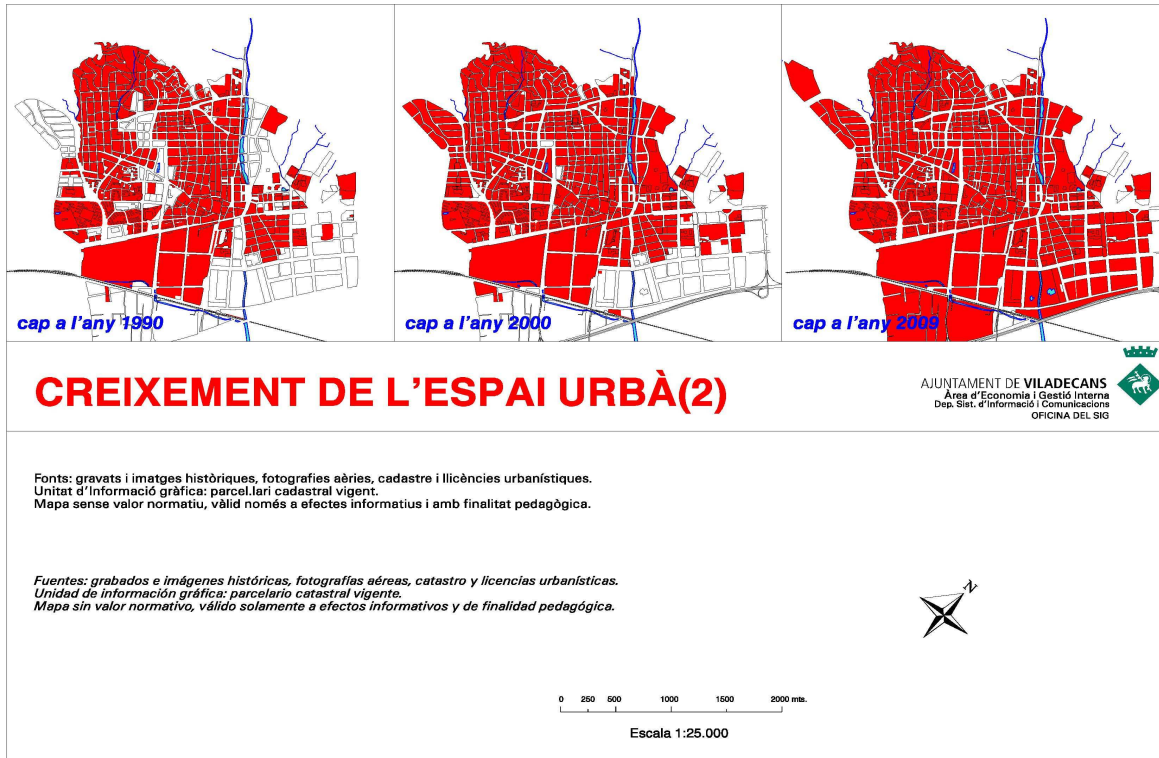 cap a l'any 1990
cap a l'any 2000
cap a l'any 2009
CREIXEMENT DE L'ESPAI URBÀ(2)
AJUNTAMENT DE VILADECANS
Àrea d'Economia i Gestió Interna
Dep. Sist. d'Informació i Comunicacions
OFICINA DEL SIG
Fonts: gravats i imatges històriques, fotografies aèries, cadastre i llicències urbanístiques.
Unitat d'Informació gràfica: parcel.lari cadastral vigent.
Mapa sense valor normatiu, vàlid només a efectes informatius i amb finalitat pedagògica.
Fuentes: grabados e imágenes históricas, fotografías aéreas, catastro y licencias urbanísticas.
Unidad de información gráfica: parcelario catastral vigente.
Mapa sin valor normativo, válido solamente a efectos informativos y de finalidad pedagógica.
N
0 250 500 1000 1500 2000 mts.
Escala 1:25.000